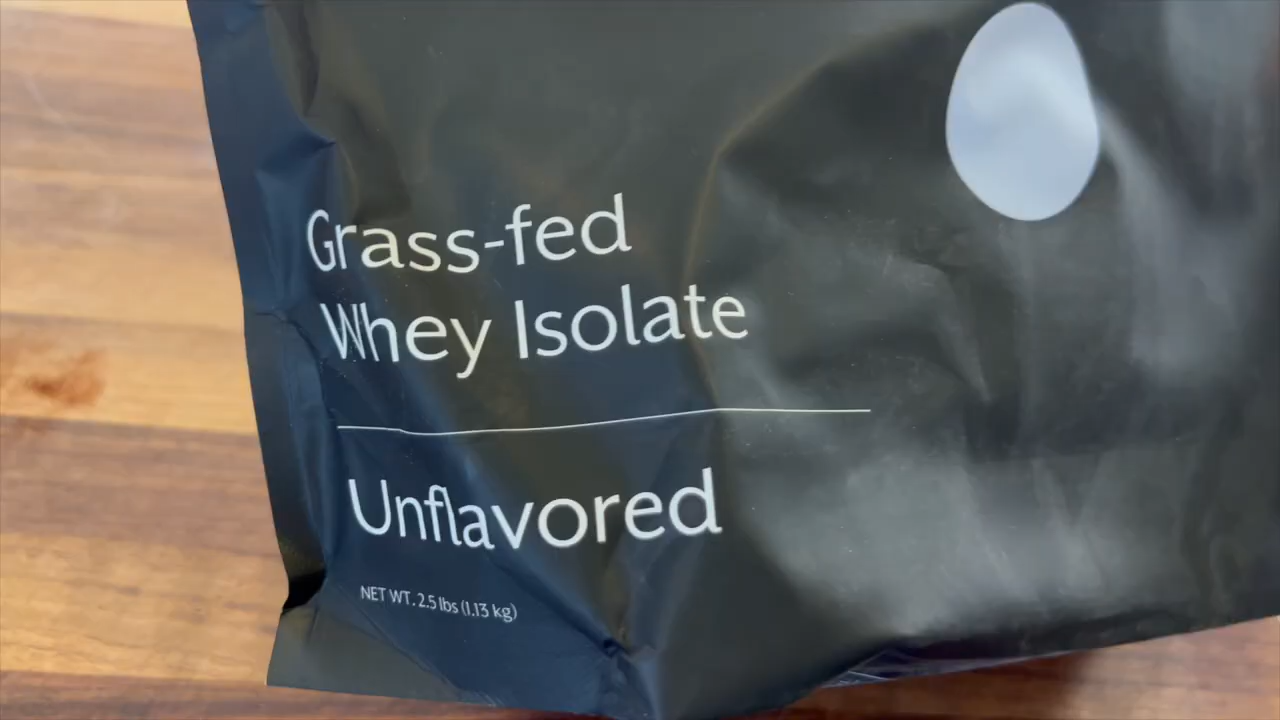 Grass-fed
Whey Isolate
Unflavored
NET WT. 2.5 lbs (1.13 kg)